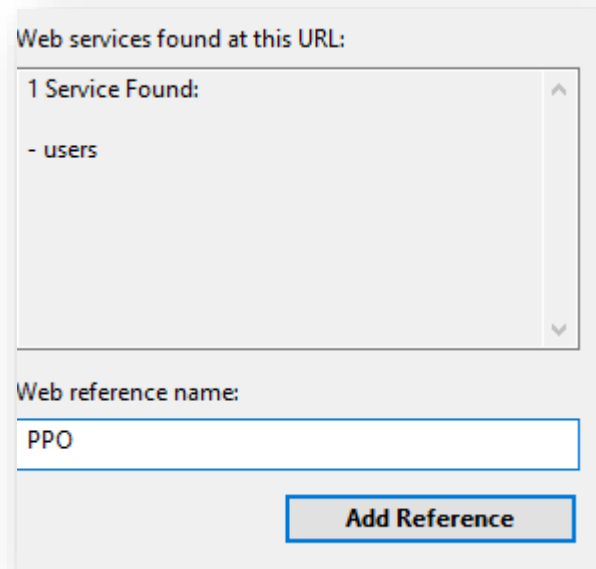 Web services found at this URL:
1 Service Found:
- users
Web reference name:
PPO
Add Reference